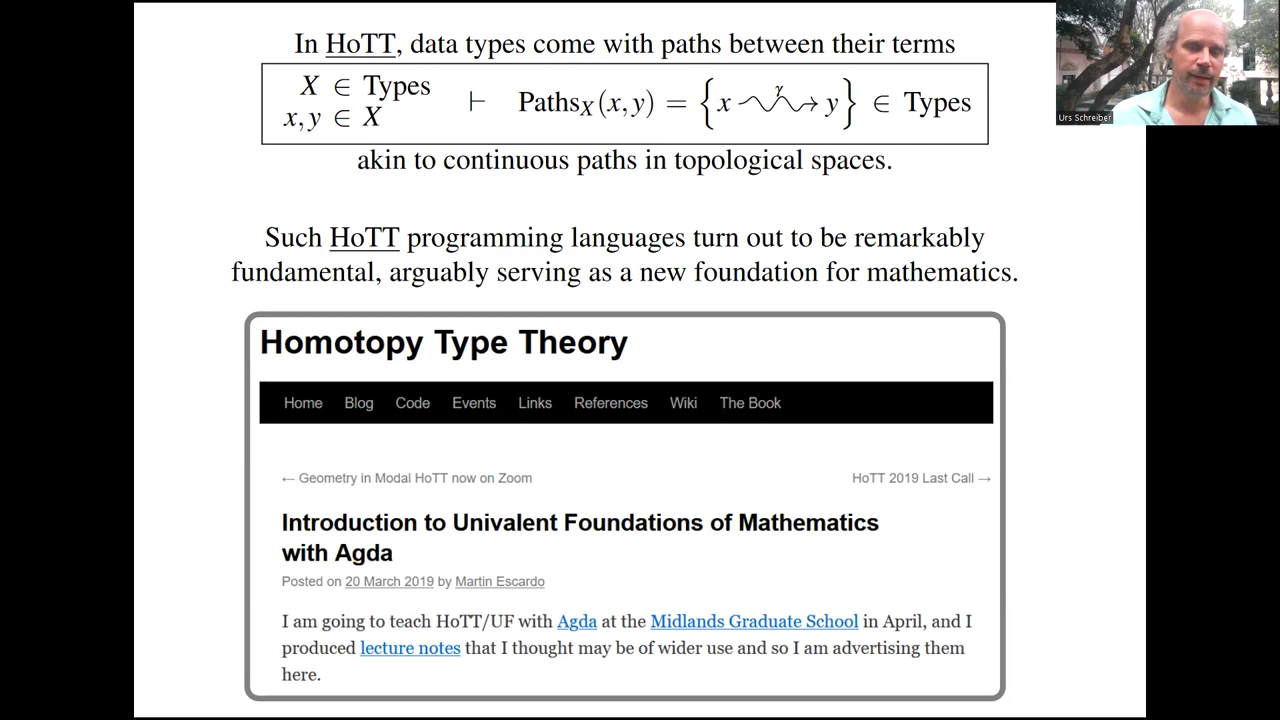 In HoTT, data types come with paths between their terms
X ∈ Types
x, y ∈ X
⊢ Paths_X(x, y) = { x ⇝^γ y } ∈ Types
akin to continuous paths in topological spaces.
Such HoTT programming languages turn out to be remarkably
fundamental, arguably serving as a new foundation for mathematics.
Homotopy Type Theory
Home Blog Code Events Links References Wiki The Book
← Geometry in Modal HoTT now on Zoom HoTT 2019 Last Call →
Introduction to Univalent Foundations of Mathematics
with Agda
Posted on 20 March 2019 by Martin Escardo
I am going to teach HoTT/UF with Agda at the Midlands Graduate School in April, and I
produced lecture notes that I thought may be of wider use and so I am advertising them
here.
Urs Schreiber